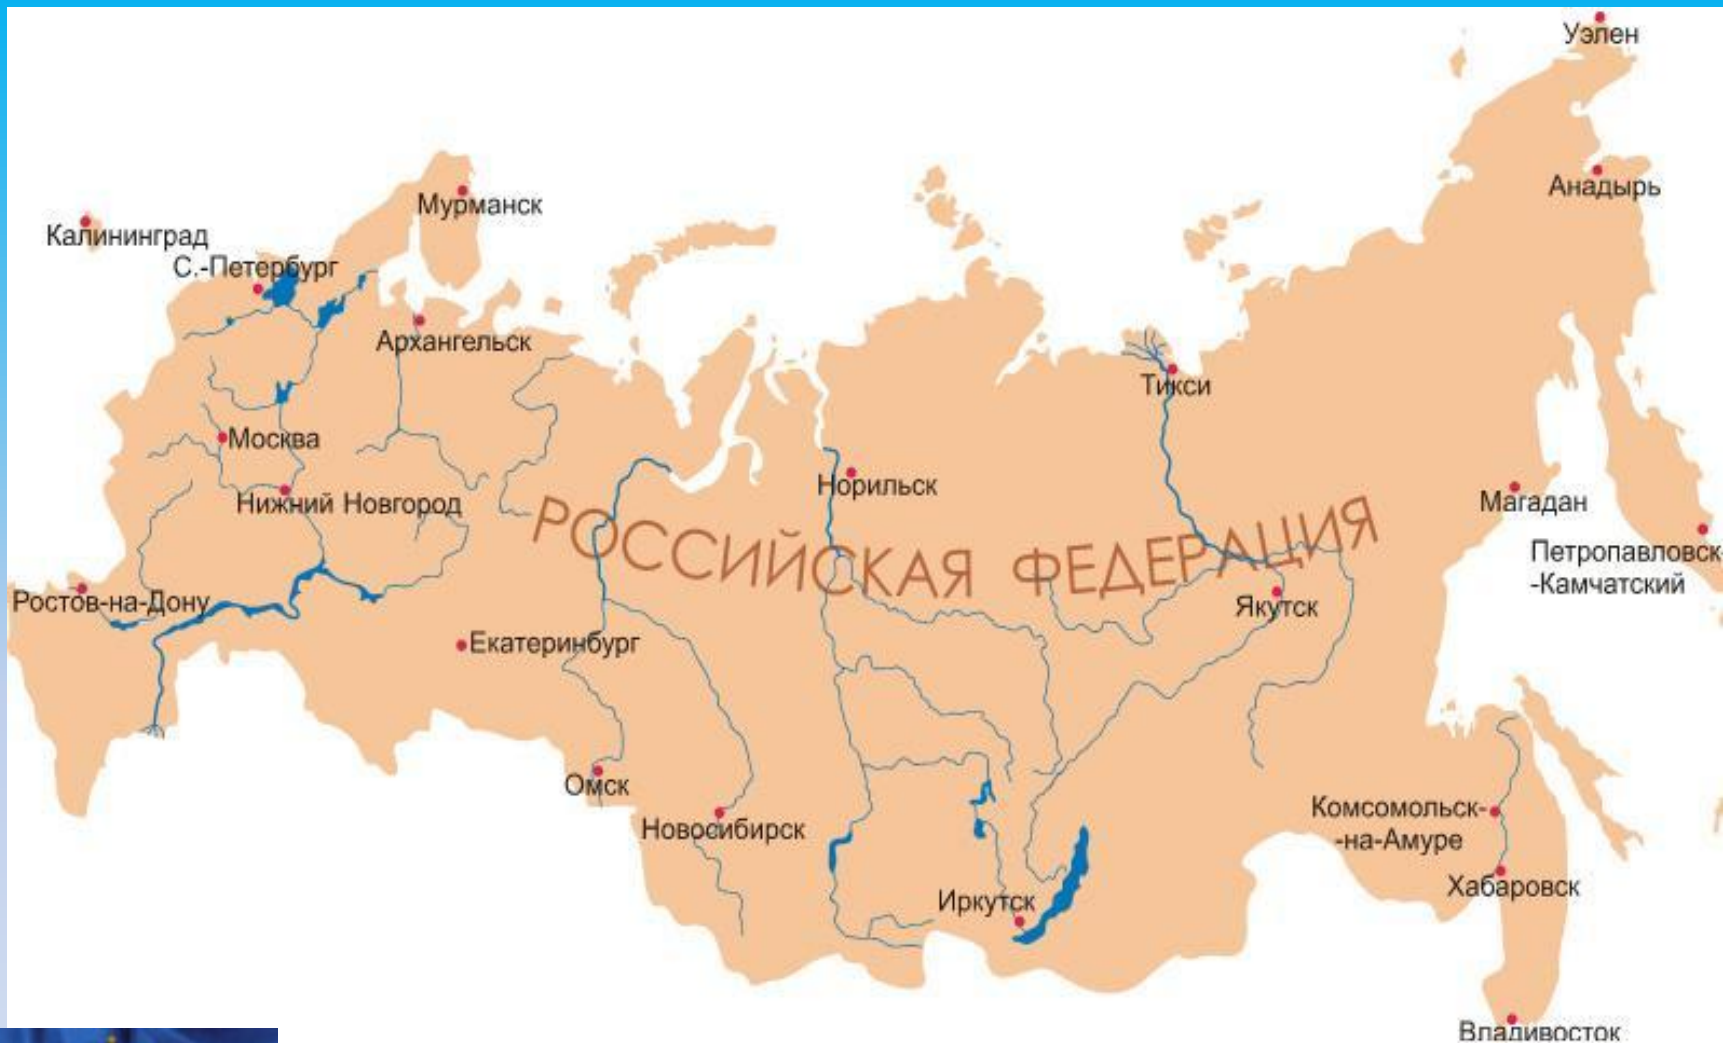 Уэлен
Анадырь
Мурманск
Калининград
С.-Петербург
Архангельск
Тикси
Москва
Норильск
Нижний Новгород
Магадан
РОССИЙСКАЯ ФЕДЕРАЦИЯ
Петропавловск-
-Камчатский
Ростов-на-Дону
Якутск
Екатеринбург
Омск
Новосибирск
Комсомольск-
-на-Амуре
Хабаровск
Иркутск
Владивосток